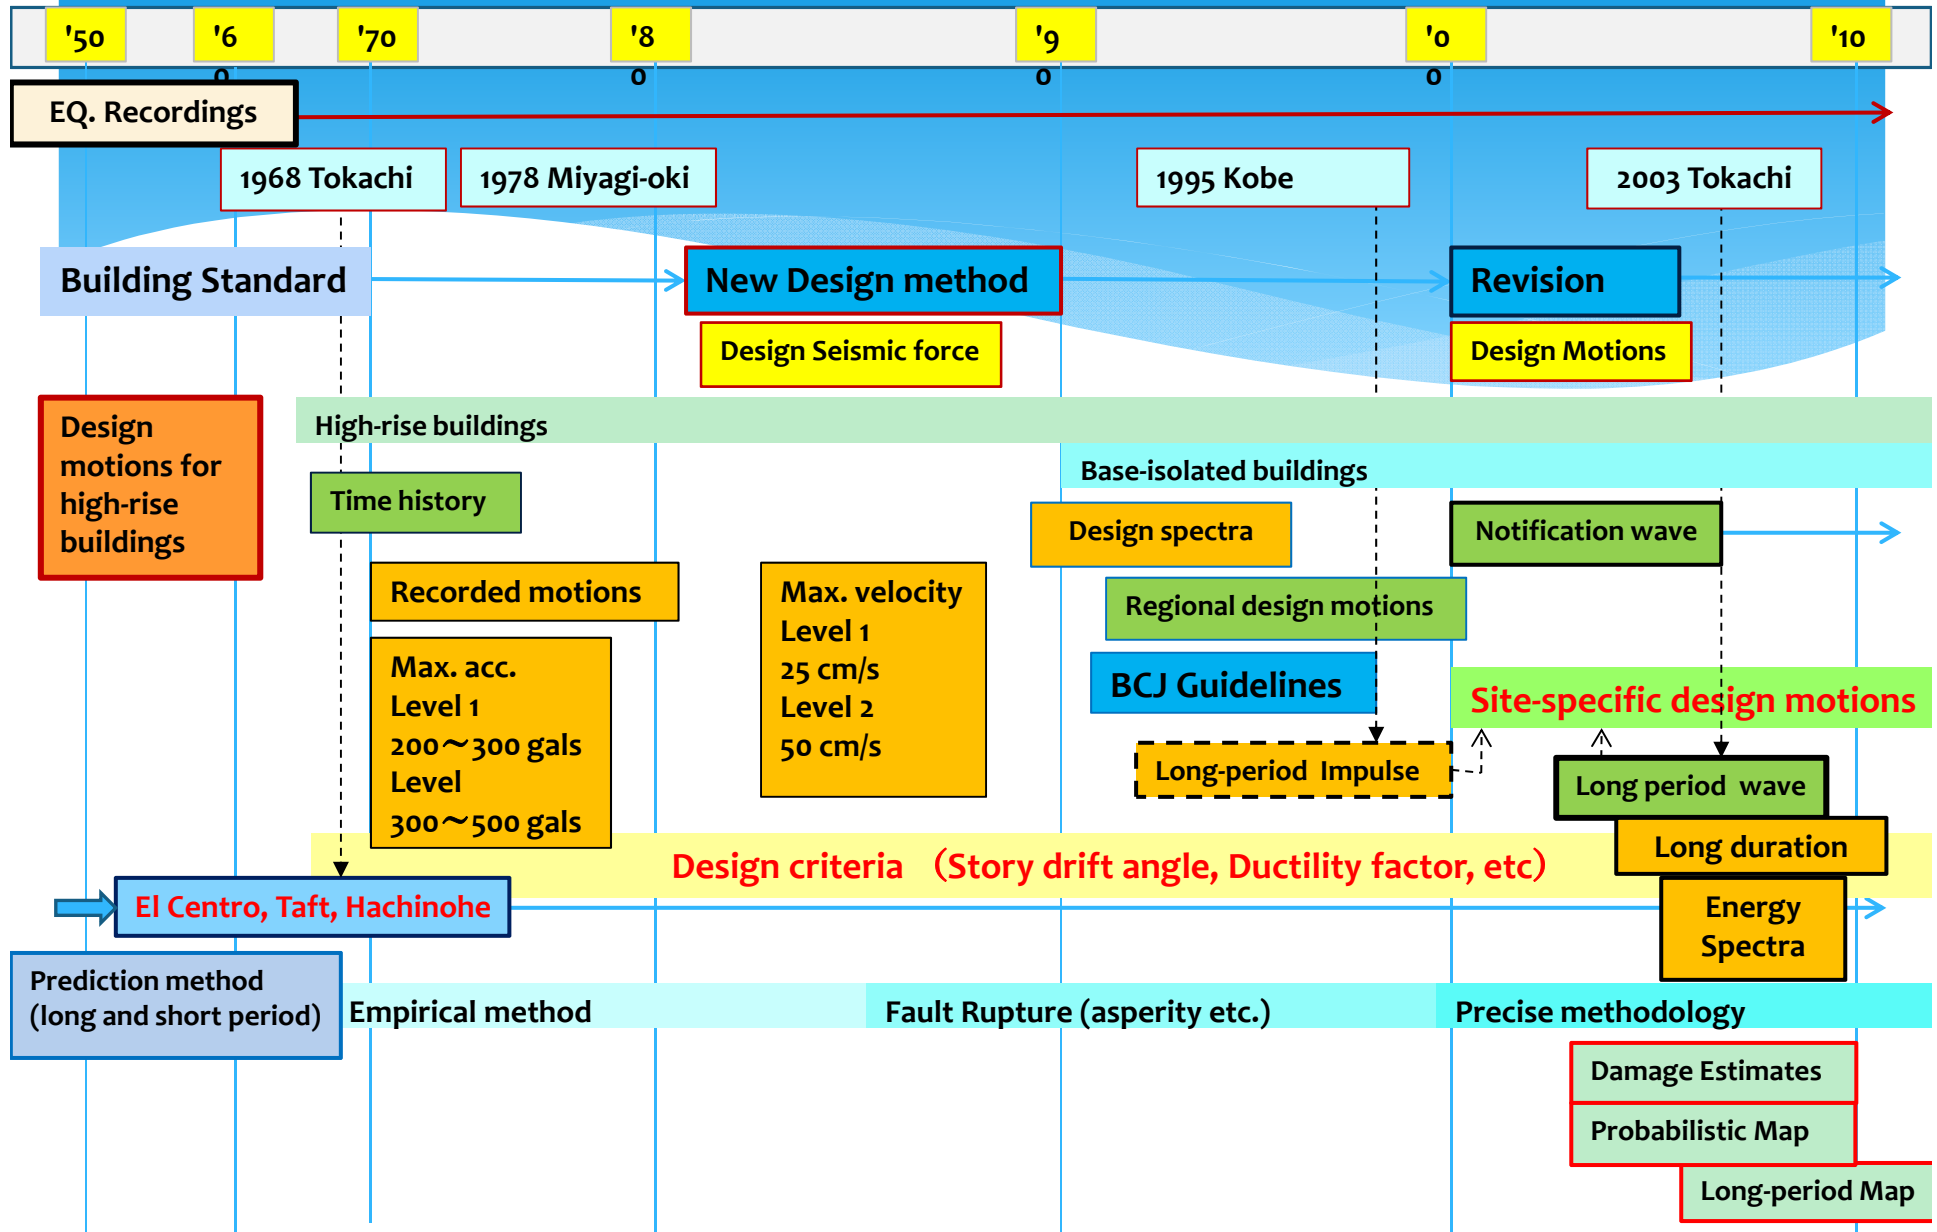 '50
'6
0
'70
'8
0
'9
0
'0
0
'10
EQ. Recordings
1968 Tokachi
1978 Miyagi-oki
1995 Kobe
2003 Tokachi
Building Standard
New Design method
Revision
Design Seismic force
Design Motions
Design
motions for
high-rise
buildings
High-rise buildings
Base-isolated buildings
Time history
Design spectra
Notification wave
Recorded motions
Max. velocity
Level 1
25 cm/s
Level 2
50 cm/s
Regional design motions
Max. acc.
Level 1
200~300 gals
Level
300~500 gals
BCJ Guidelines
Site-specific design motions
Long-period Impulse
Long period wave
Long duration
Design criteria (Story drift angle, Ductility factor, etc)
El Centro, Taft, Hachinohe
Energy
Spectra
Prediction method
(long and short period)
Empirical method
Fault Rupture (asperity etc.)
Precise methodology
Damage Estimates
Probabilistic Map
Long-period Map